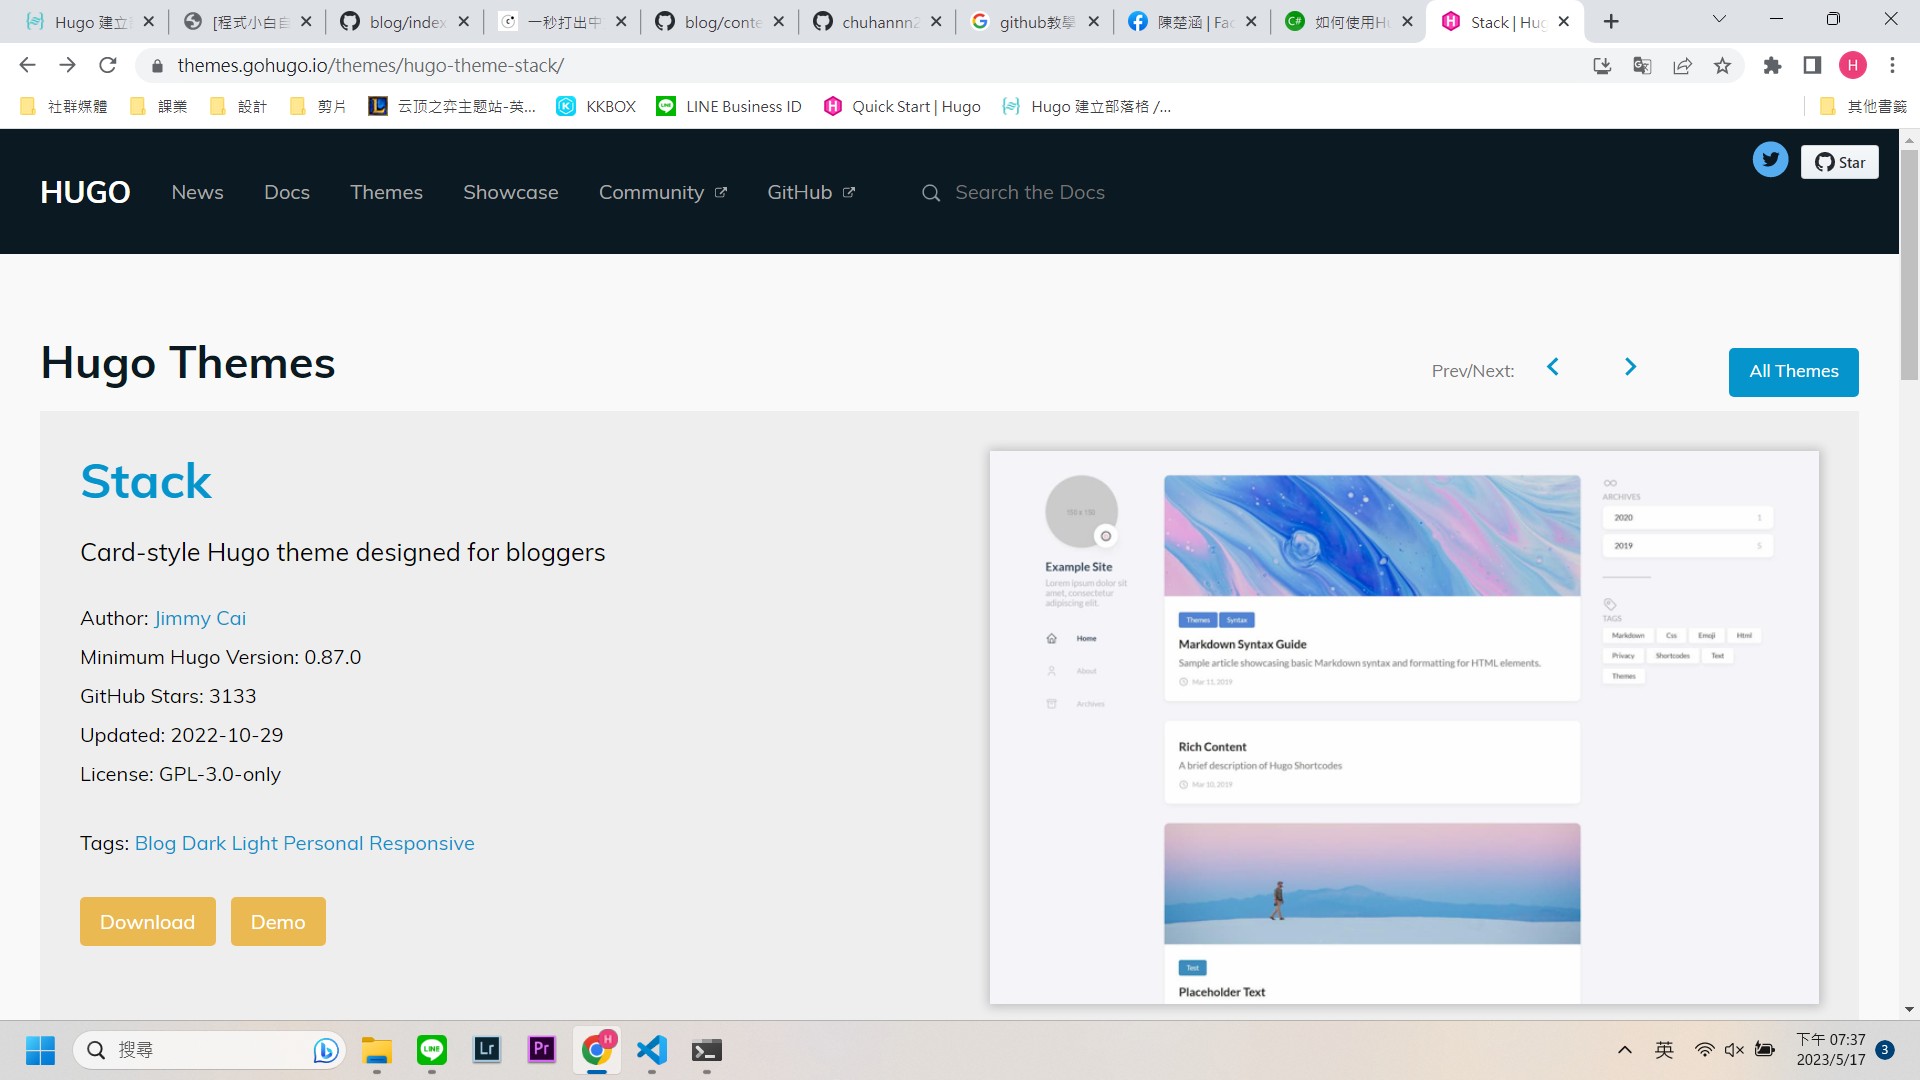 Hugo 建立
[程式小白自
blog/index
一秒打出中
blog/conte
chuhannn2
github教學
陳楚涵 | Fac
如何使用Hu
Stack | Hug
themes.gohugo.io/themes/hugo-theme-stack/
H
社群媒體
課業
設計
剪片
云顶之弈主题站-英...
KKBOX
LINE Business ID
Quick Start | Hugo
Hugo 建立部落格 /...
其他書籤
HUGO
News
Docs
Themes
Showcase
Community
GitHub
Search the Docs
Star
Hugo Themes
Prev/Next:
All Themes
Stack
Card-style Hugo theme designed for bloggers
Author: Jimmy Cai
Minimum Hugo Version: 0.87.0
GitHub Stars: 3133
Updated: 2022-10-29
License: GPL-3.0-only
Tags: Blog Dark Light Personal Responsive
Download
Demo
150 x 150
Example Site
Lorem ipsum dolor sit
amet, consectetur
adipiscing elit.
Home
About
Archives
Themes
Syntax
Markdown Syntax Guide
Sample article showcasing basic Markdown syntax and formatting for HTML elements.
Mar 11, 2019
Rich Content
A brief description of Hugo Shortcodes
Mar 10, 2019
Text
Placeholder Text
ARCHIVES
2020 1
2019 5
TAGS
Markdown Css Emoji Html
Privacy Shortcodes Text
Themes
搜尋
LINE
Lr
Pr
H
英
下午 07:37
2023/5/17
3